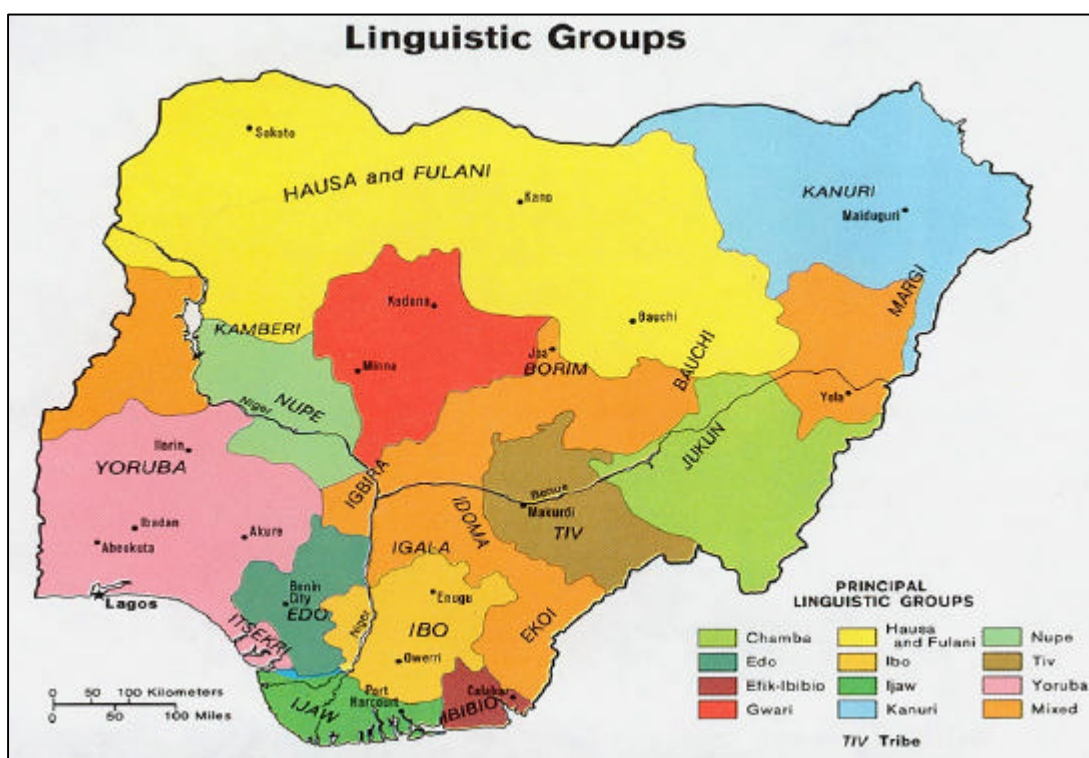 Linguistic Groups
Sokoto
HAUSA and FULANI
Kano
KANURI
Maiduguri
Kaduna
KAMBERI
Bauchi
MARGI
Jos
BORIM
BAUCHI
Minna
NUPE
Niger
Yola
Ilorin
YORUBA
JUKUN
IGBIRA
Benue
Makurdi
IDOMA
TIV
Ibadan
Akure
Abeokuta
IGALA
Lagos
Benin
City
EDO
Enugu
IBO
Niger
EKOI
ITSEKRI
Owerri
Port
Harcourt
Calabar
IJAW
IBIBIO
0 50 100 Kilometers
0 50 100 Miles
PRINCIPAL
LINGUISTIC GROUPS
Chamba
Edo
Efik-Ibibio
Gwari
Hausa
and Fulani
Ibo
Ijaw
Kanuri
Nupe
Tiv
Yoruba
Mixed
TIV Tribe